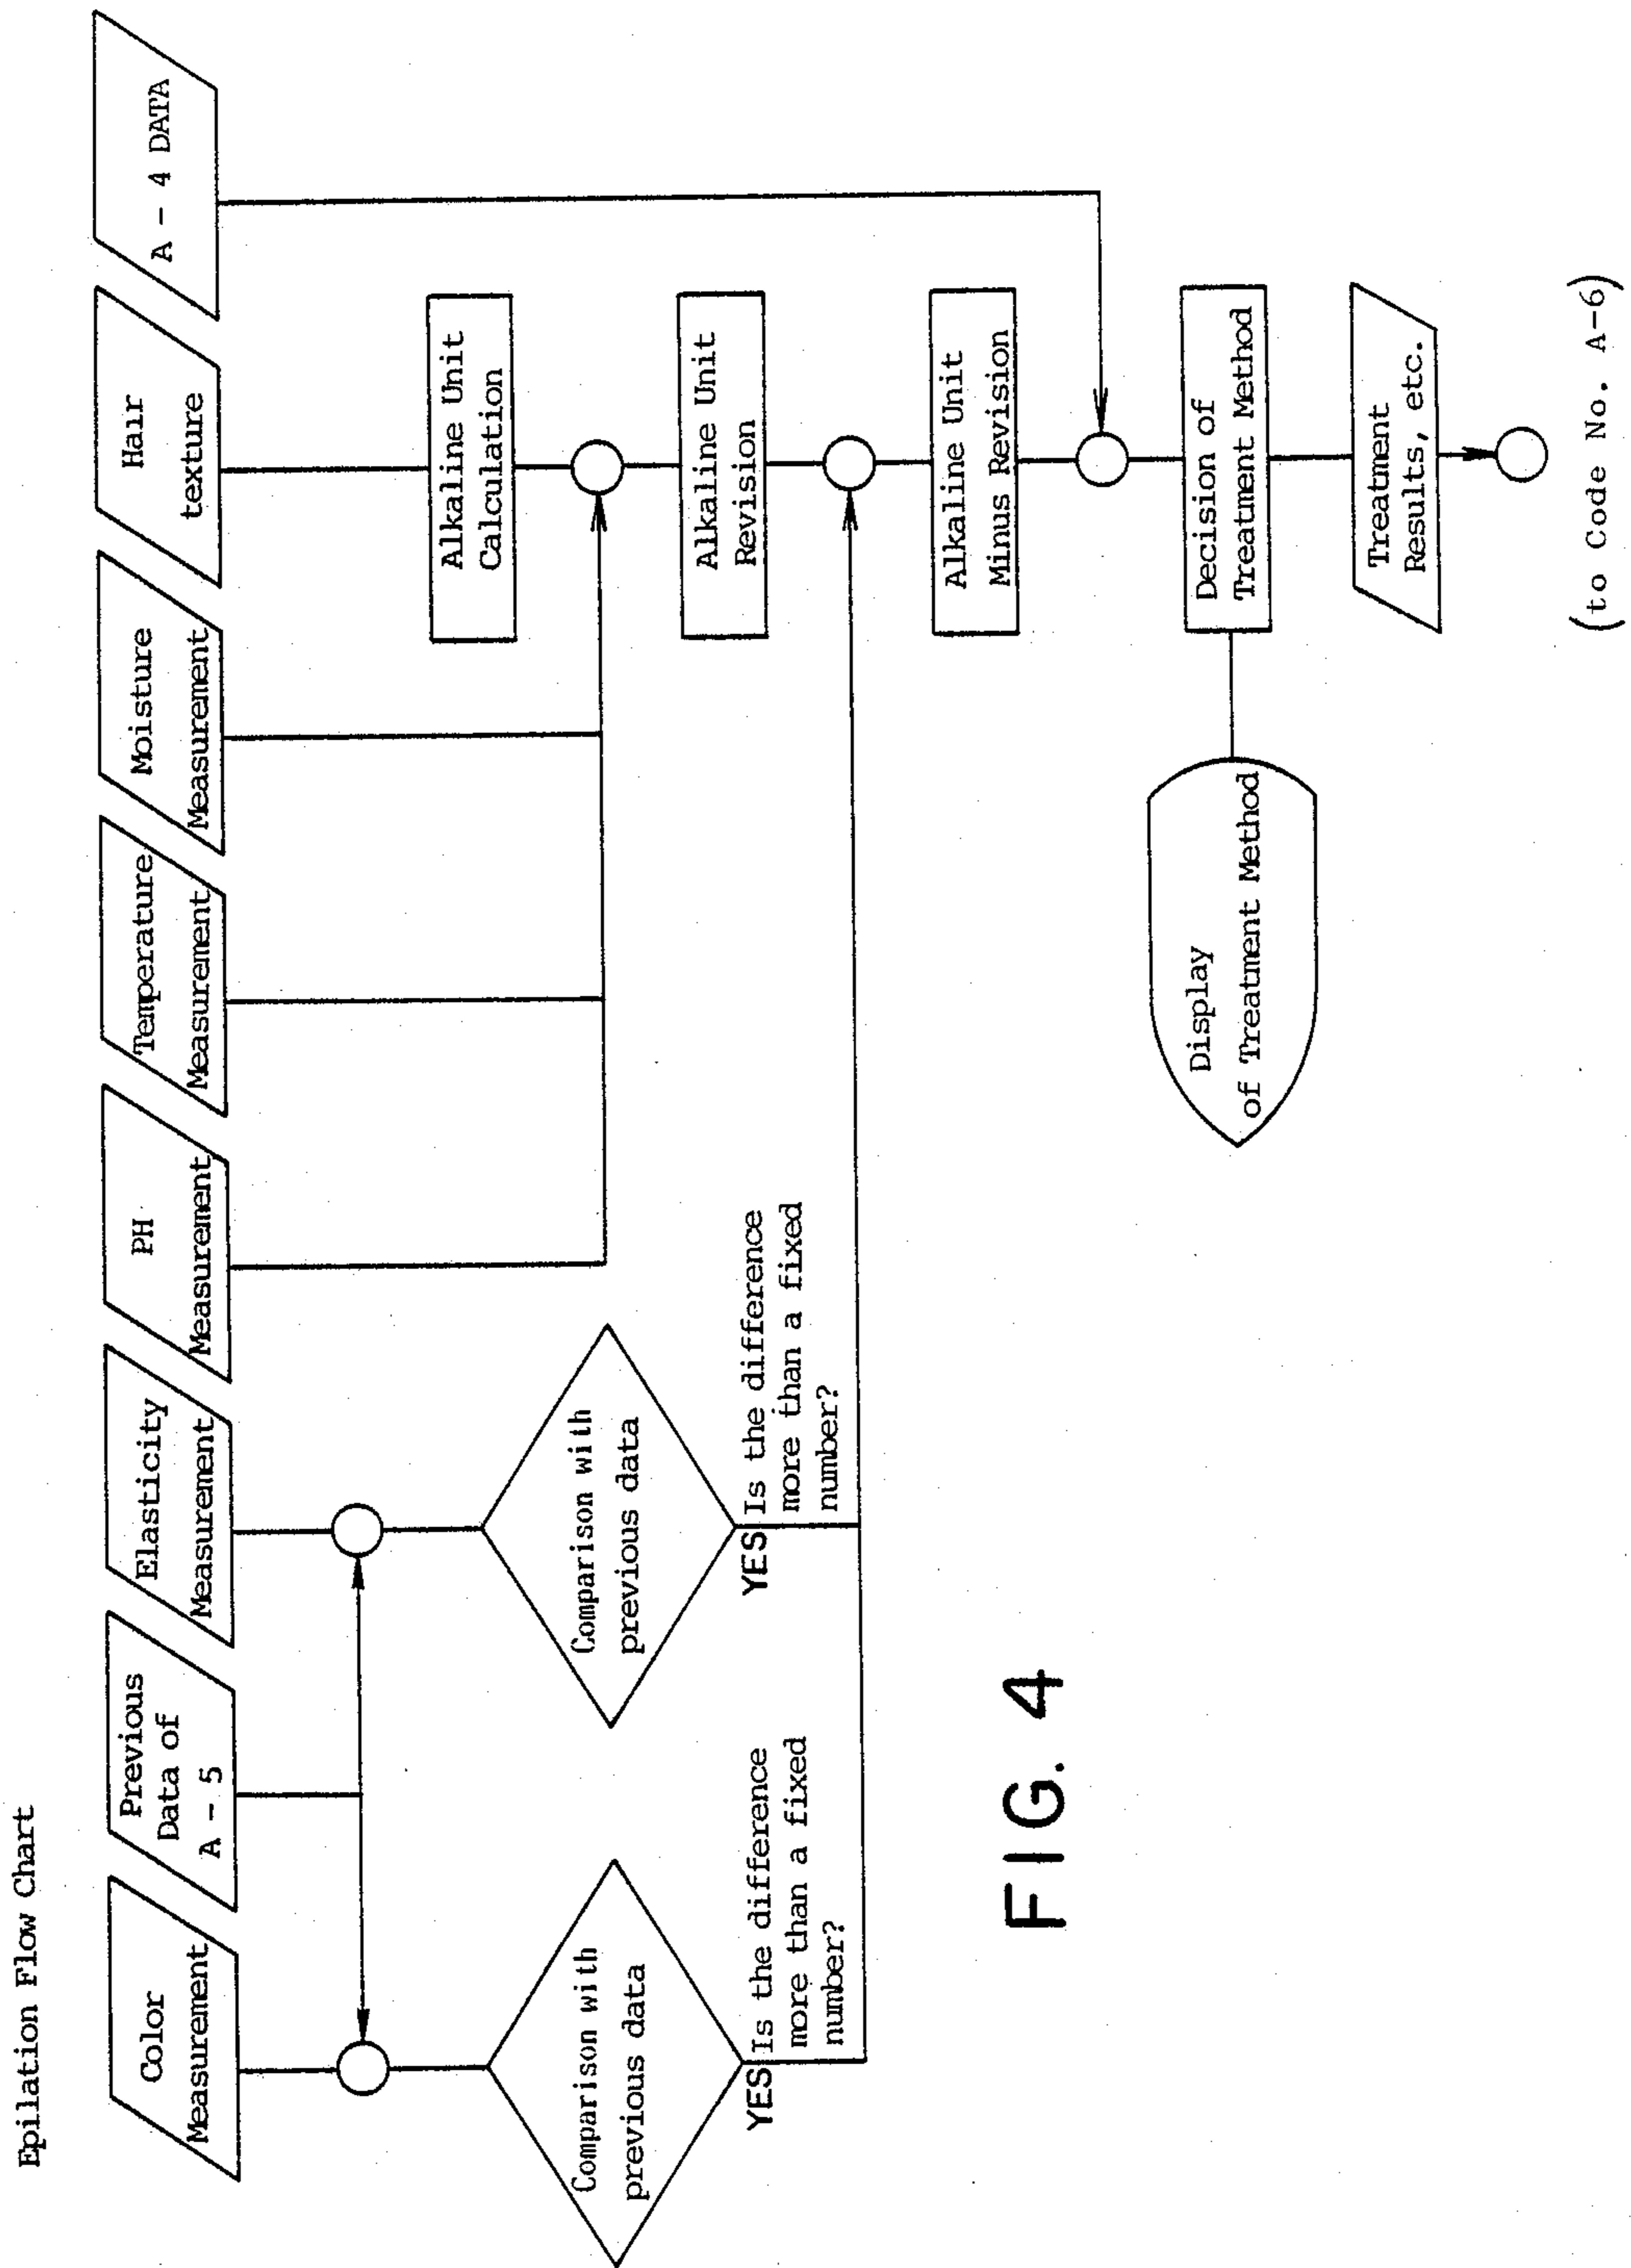 Epilation Flow Chart
Color
Measurement
Previous
Data of
A - 5
Elasticity
Measurement
PH
Measurement
Temperature
Measurement
Moisture
Measurement
Hair
texture
A - 4 DATA
Comparison with
previous data
YES Is the difference
more than a fixed
number?
Comparison with
previous data
YES Is the difference
more than a fixed
number?
Alkaline Unit
Calculation
Alkaline Unit
Revision
Alkaline Unit
Minus Revision
Display
of Treatment Method
Decision of
Treatment Method
Treatment
Results, etc.
(to Code No. A-6)
FIG. 4